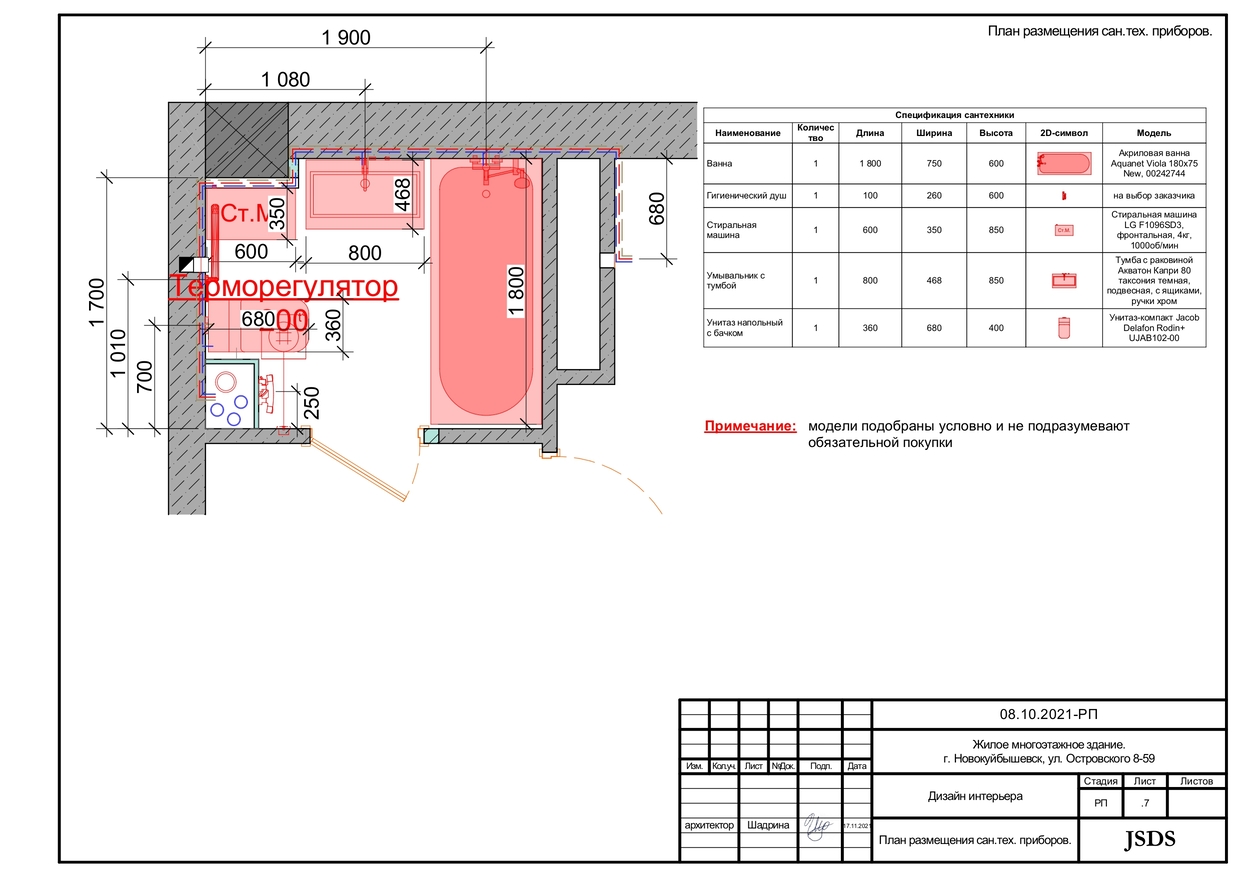 План размещения сан.тех. приборов.
1 900
1 080
468
350
Ст.М
600
800
680
1 800
Терморегулятор
680
00
360
1 700
1 010
700
250
Спецификация сантехники
Наименование
Количес
тво
Длина
Ширина
Высота
2D-символ
Модель
Ванна
1
1 800
750
600
Акриловая ванна
Aquanet Viola 180x75
New, 00242744
Гигиенический душ
1
100
260
600
на выбор заказчика
Стиральная
машина
1
600
350
850
Ст.М.
Стиральная машина
LG F1096SD3,
фронтальная, 4кг,
1000об/мин
Умывальник с
тумбой
1
800
468
850
Тумба с раковиной
Акватон Капри 80
таксония темная,
подвесная, с ящиками,
ручки хром
Унитаз напольный
с бачком
1
360
680
400
Унитаз-компакт Jacob
Delafon Rodin+
UJAB102-00
Примечание: модели подобраны условно и не подразумевают
обязательной покупки
08.10.2021-РП
Жилое многоэтажное здание.
г. Новокуйбышевск, ул. Островского 8-59
Изм.
Кол.уч.
Лист
№Док.
Подп.
Дата
Дизайн интерьера
Стадия
Лист
Листов
РП
.7
архитектор
Шадрина
17.11.2021
План размещения сан.тех. приборов.
JSDS